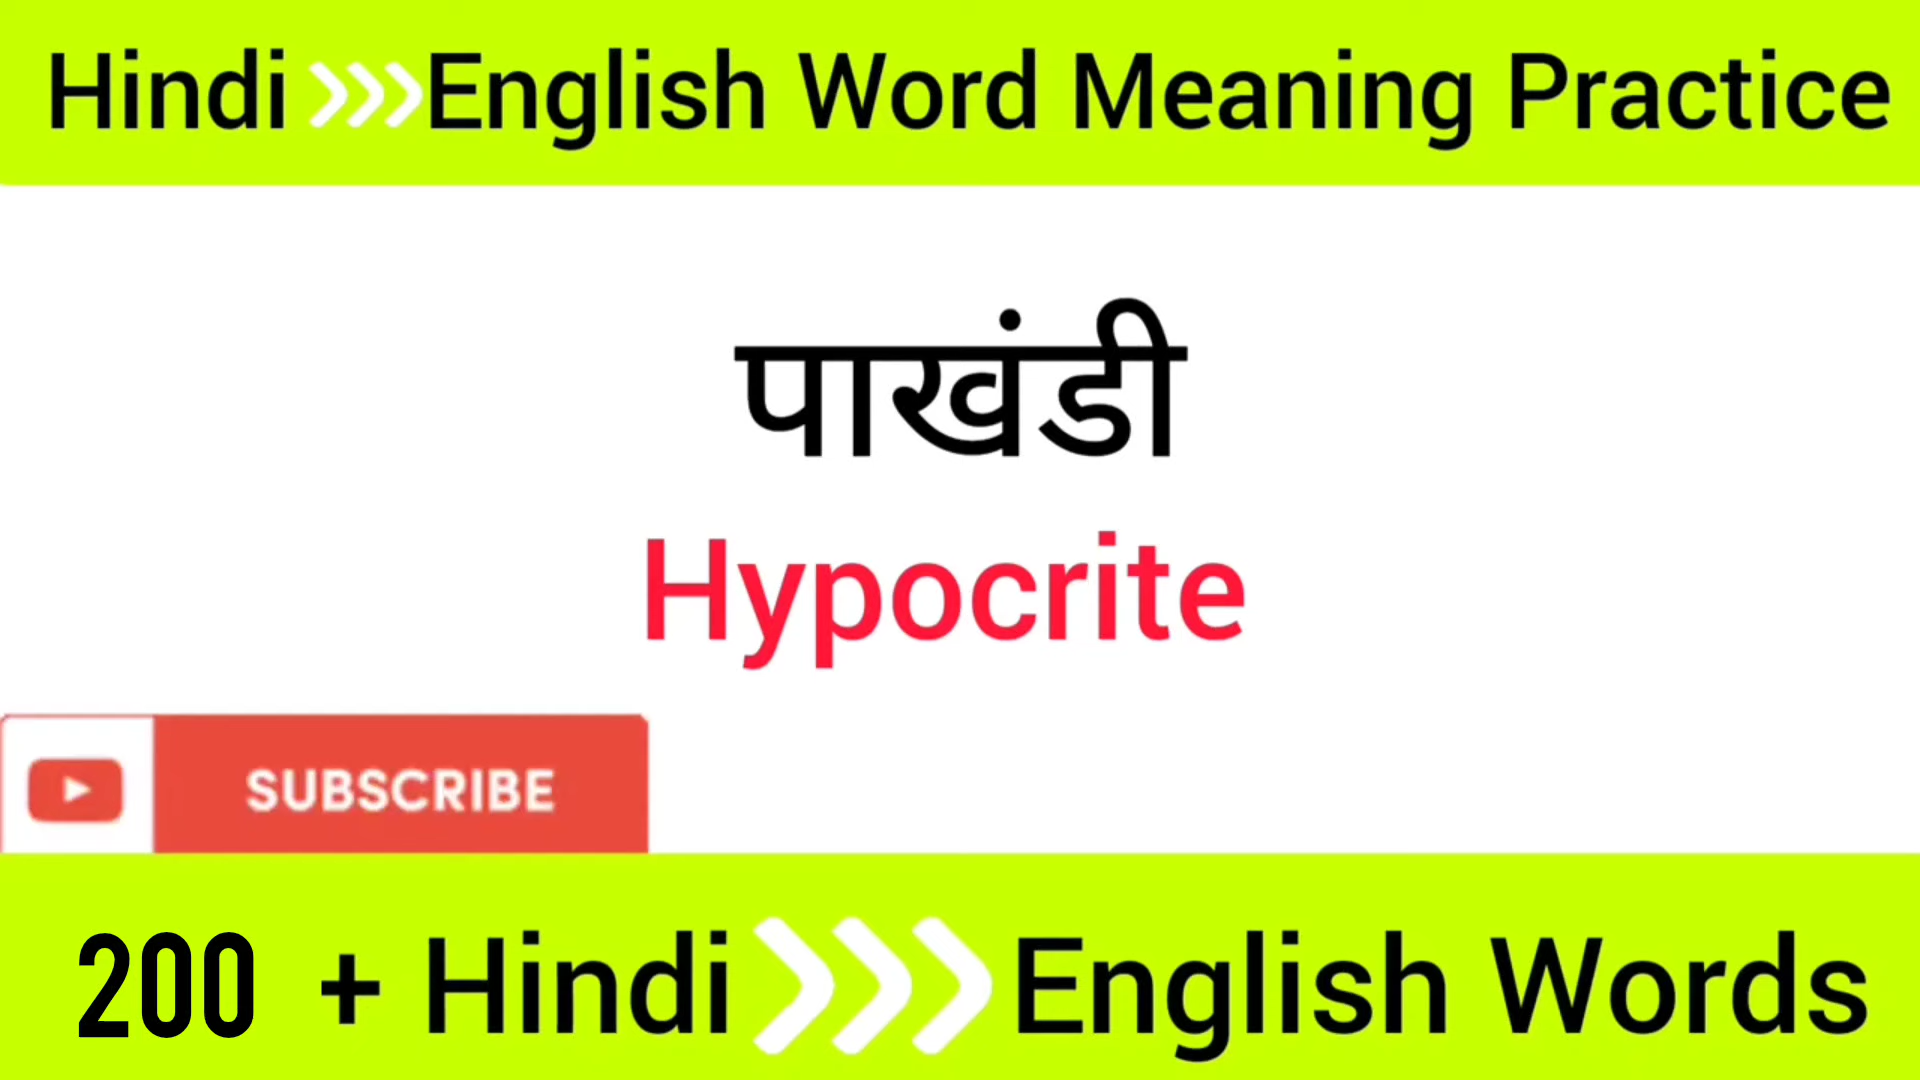 Hindi >>> English Word Meaning Practice
पाखंडी
Hypocrite
SUBSCRIBE
200 + Hindi >>> English Words